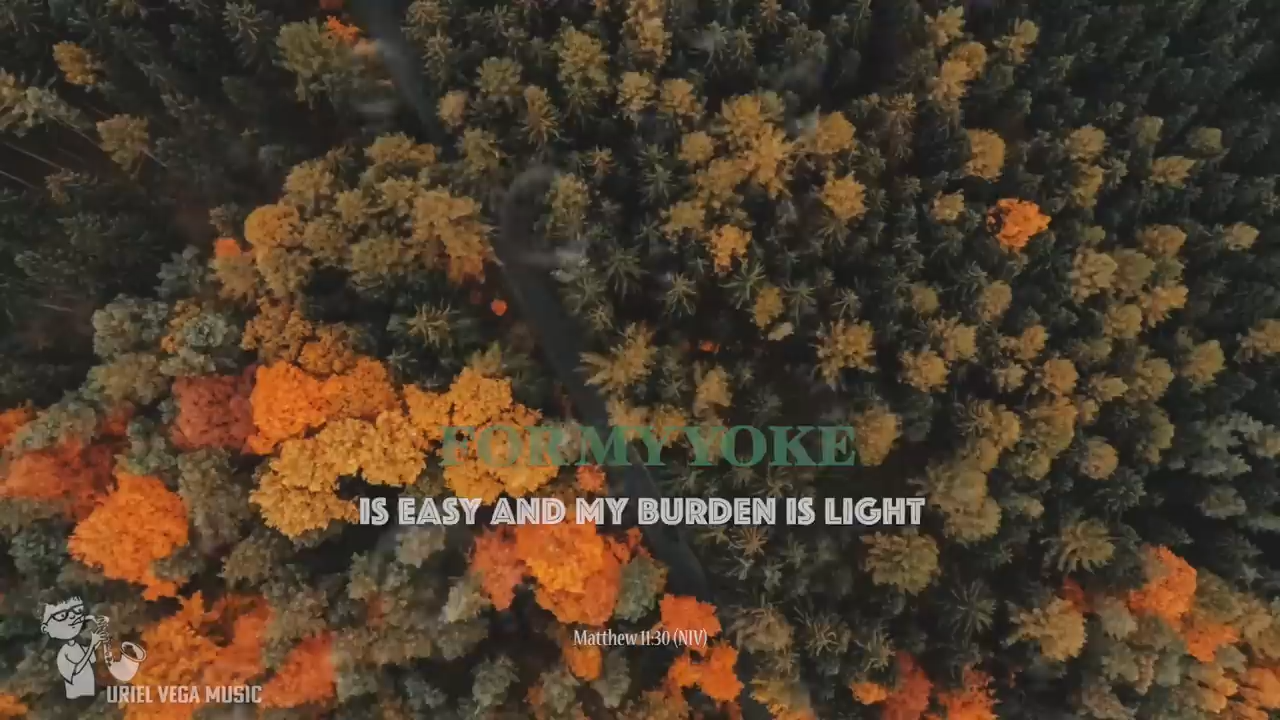 FOR MY YOKE
IS EASY AND MY BURDEN IS LIGHT
Matthew 11:30 (NIV)
URIEL VEGA MUSIC